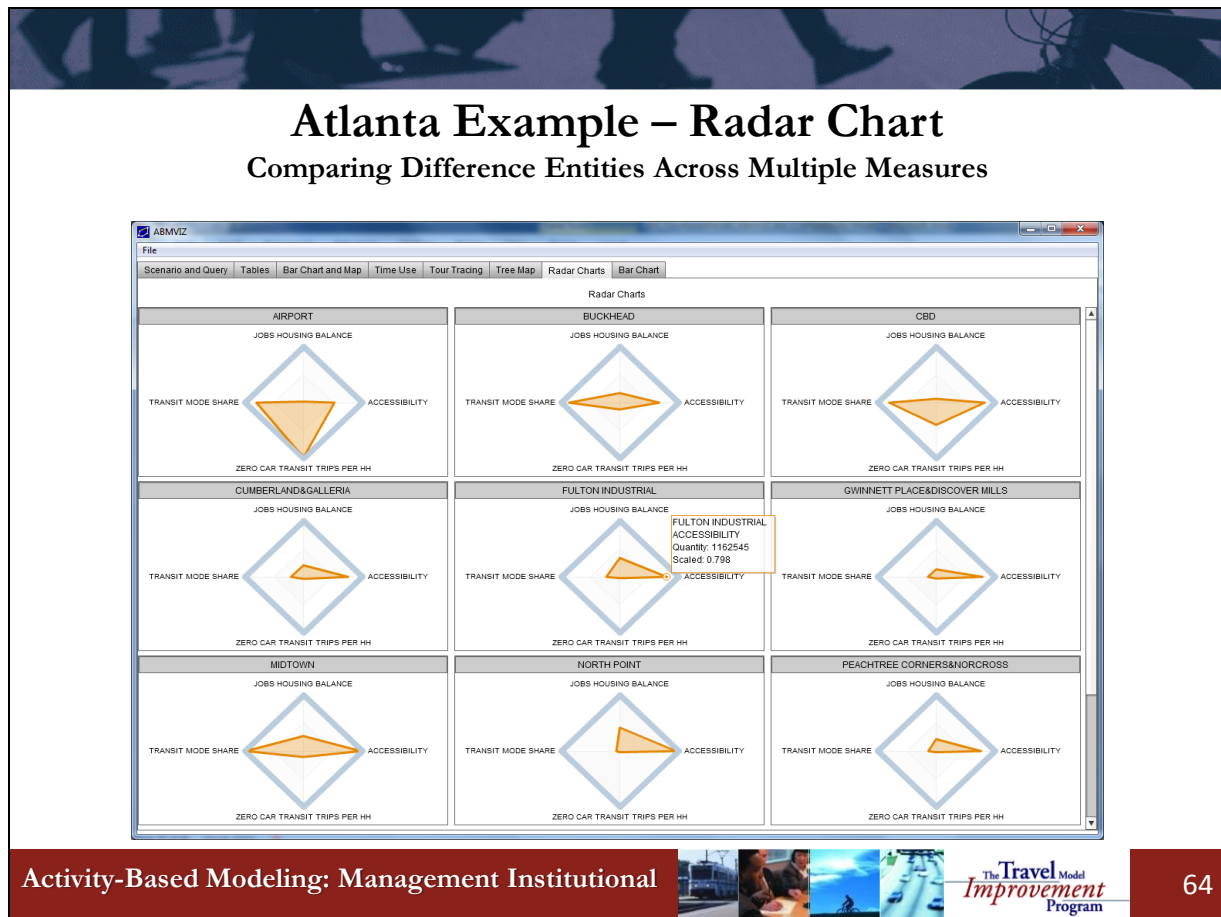 Atlanta Example – Radar Chart
Comparing Difference Entities Across Multiple Measures
ABMVIZ
File
Scenario and Query Tables Bar Chart and Map Time Use Tour Tracing Tree Map Radar Charts Bar Chart
Radar Charts
AIRPORT
JOBS HOUSING BALANCE
TRANSIT MODE SHARE ACCESSIBILITY
ZERO CAR TRANSIT TRIPS PER HH
BUCKHEAD
JOBS HOUSING BALANCE
TRANSIT MODE SHARE ACCESSIBILITY
ZERO CAR TRANSIT TRIPS PER HH
CBD
JOBS HOUSING BALANCE
TRANSIT MODE SHARE ACCESSIBILITY
ZERO CAR TRANSIT TRIPS PER HH
CUMBERLAND&GALLERIA
JOBS HOUSING BALANCE
TRANSIT MODE SHARE ACCESSIBILITY
ZERO CAR TRANSIT TRIPS PER HH
FULTON INDUSTRIAL
JOBS HOUSING BALANCE
FULTON INDUSTRIAL
ACCESSIBILITY
Quantity: 1162545
Scaled: 0.798
TRANSIT MODE SHARE ACCESSIBILITY
ZERO CAR TRANSIT TRIPS PER HH
GWINNETT PLACE&DISCOVER MILLS
JOBS HOUSING BALANCE
TRANSIT MODE SHARE ACCESSIBILITY
ZERO CAR TRANSIT TRIPS PER HH
MIDTOWN
JOBS HOUSING BALANCE
TRANSIT MODE SHARE ACCESSIBILITY
ZERO CAR TRANSIT TRIPS PER HH
NORTH POINT
JOBS HOUSING BALANCE
TRANSIT MODE SHARE ACCESSIBILITY
ZERO CAR TRANSIT TRIPS PER HH
PEACHTREE CORNERS&NORCROSS
JOBS HOUSING BALANCE
TRANSIT MODE SHARE ACCESSIBILITY
ZERO CAR TRANSIT TRIPS PER HH
Activity-Based Modeling: Management Institutional
The Travel Model
Improvement
Program
64